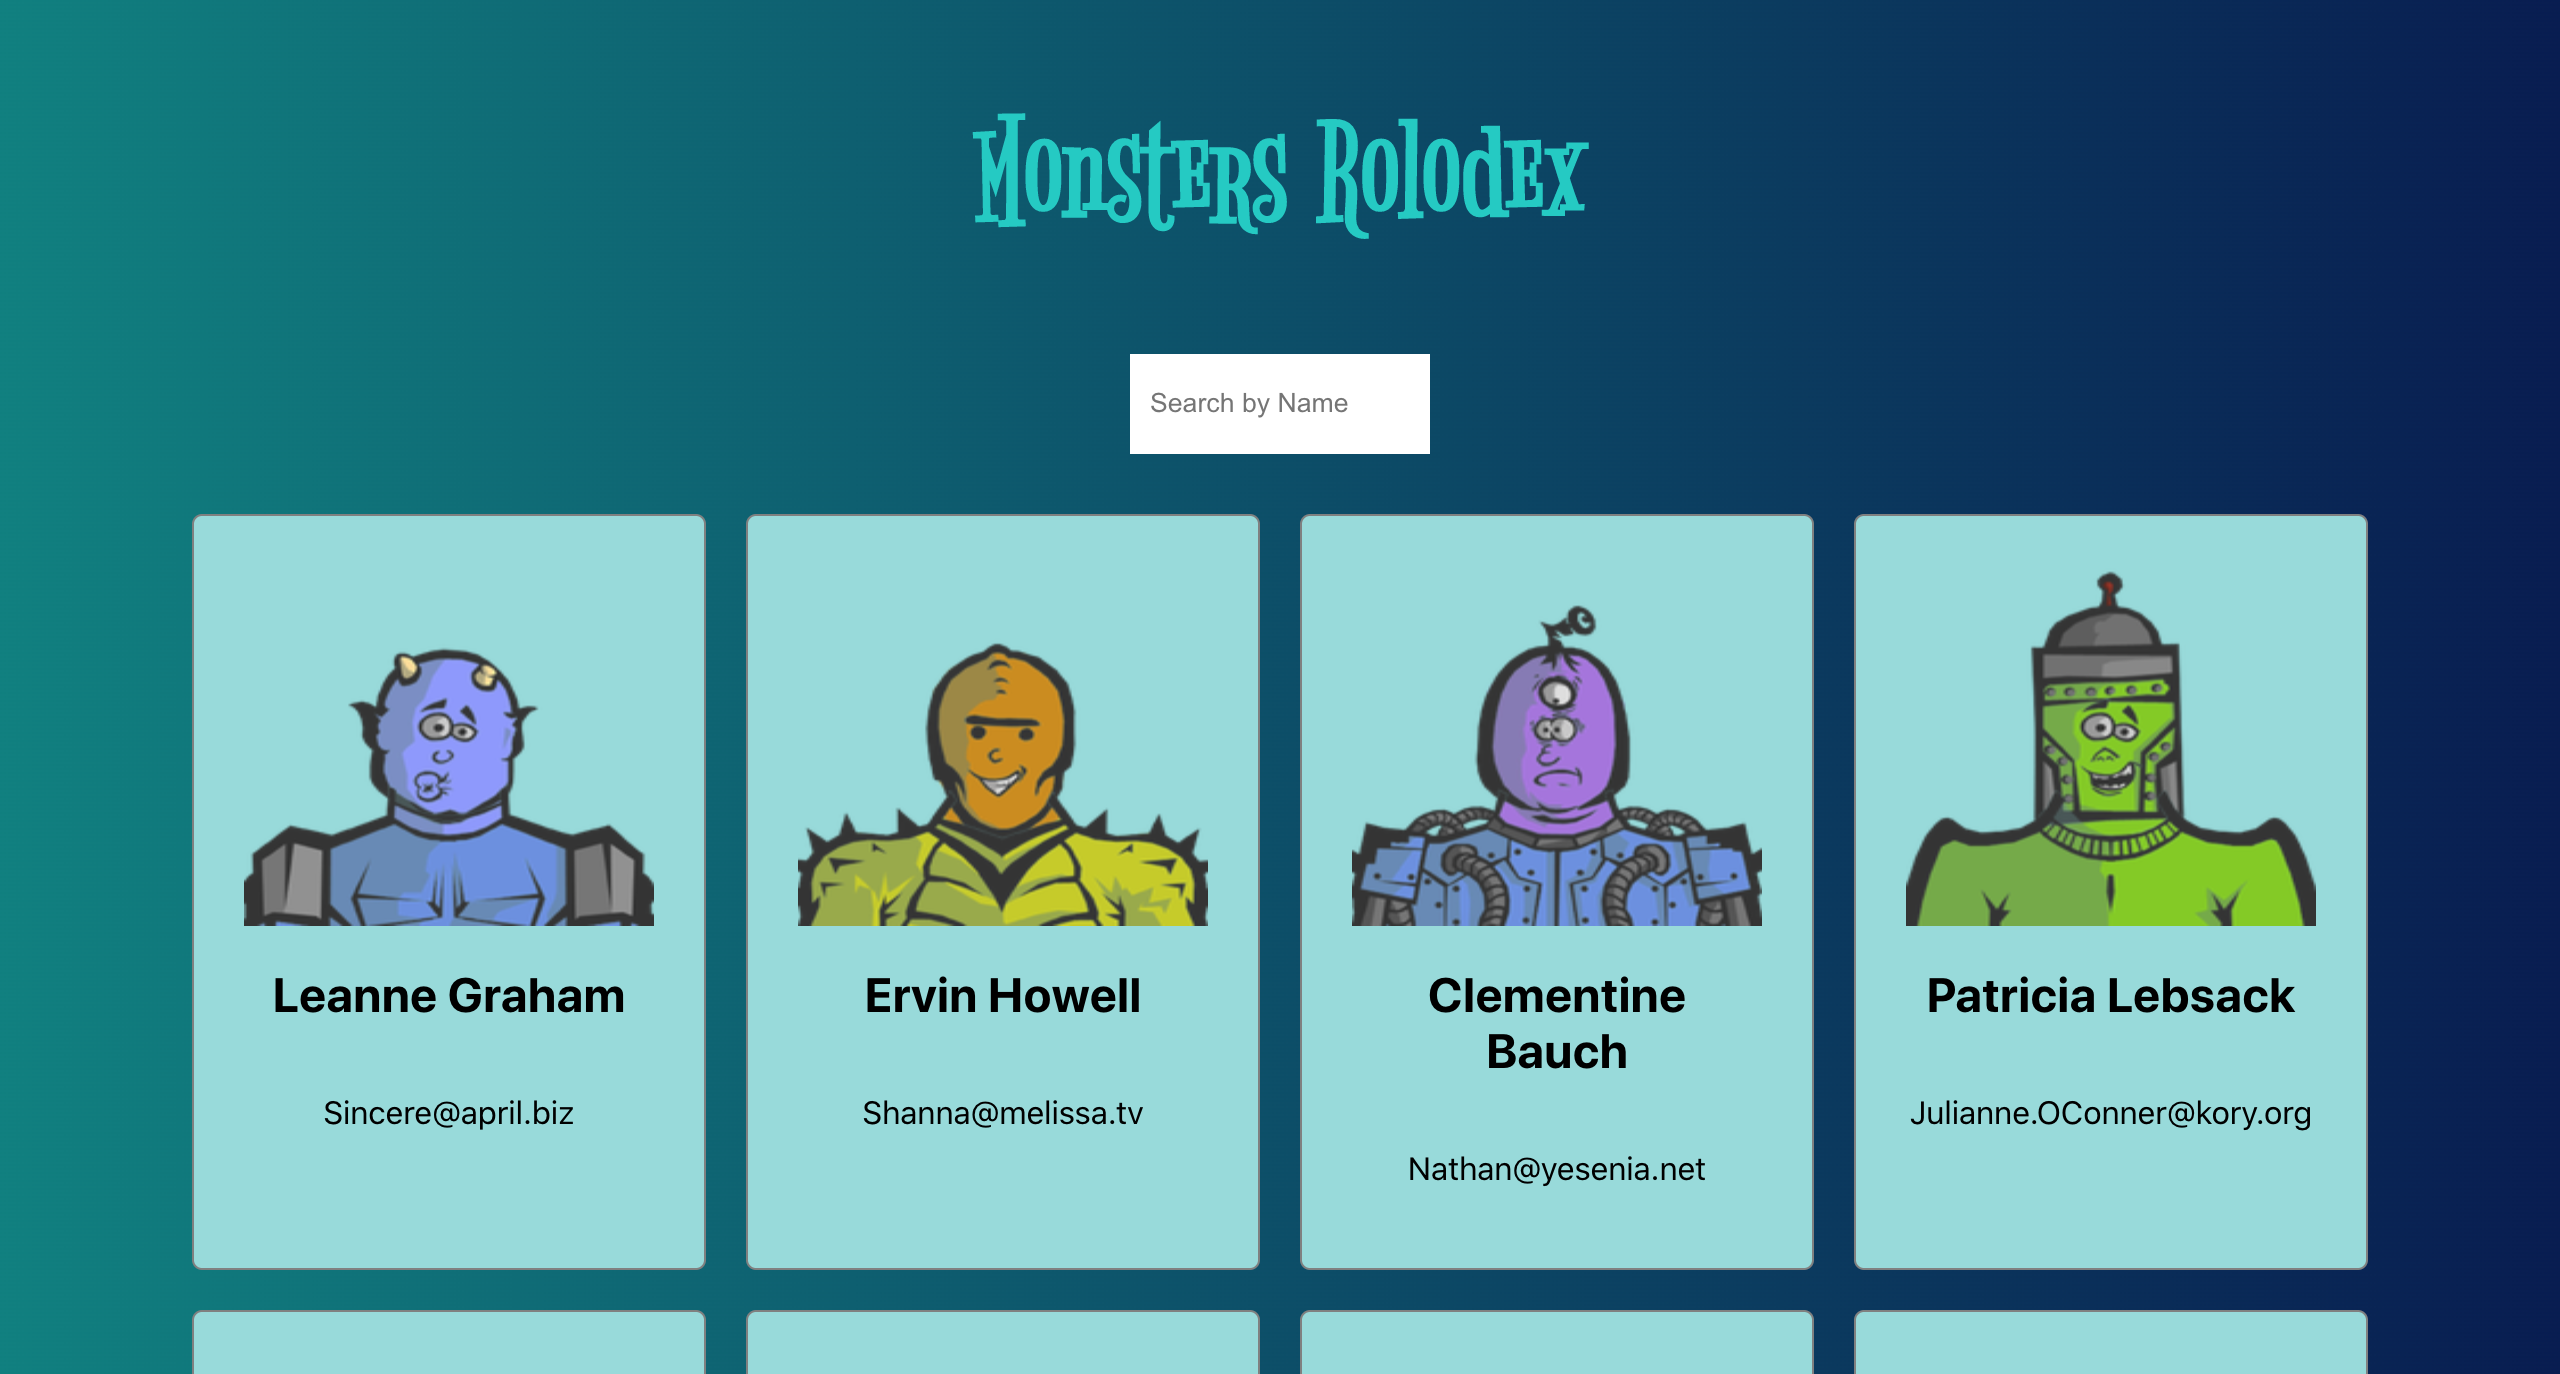 Monsters Rolodex
Search by Name
Leanne Graham
Sincere@april.biz
Ervin Howell
Shanna@melissa.tv
Clementine
Bauch
Nathan@yesenia.net
Patricia Lebsack
Julianne.OConner@kory.org